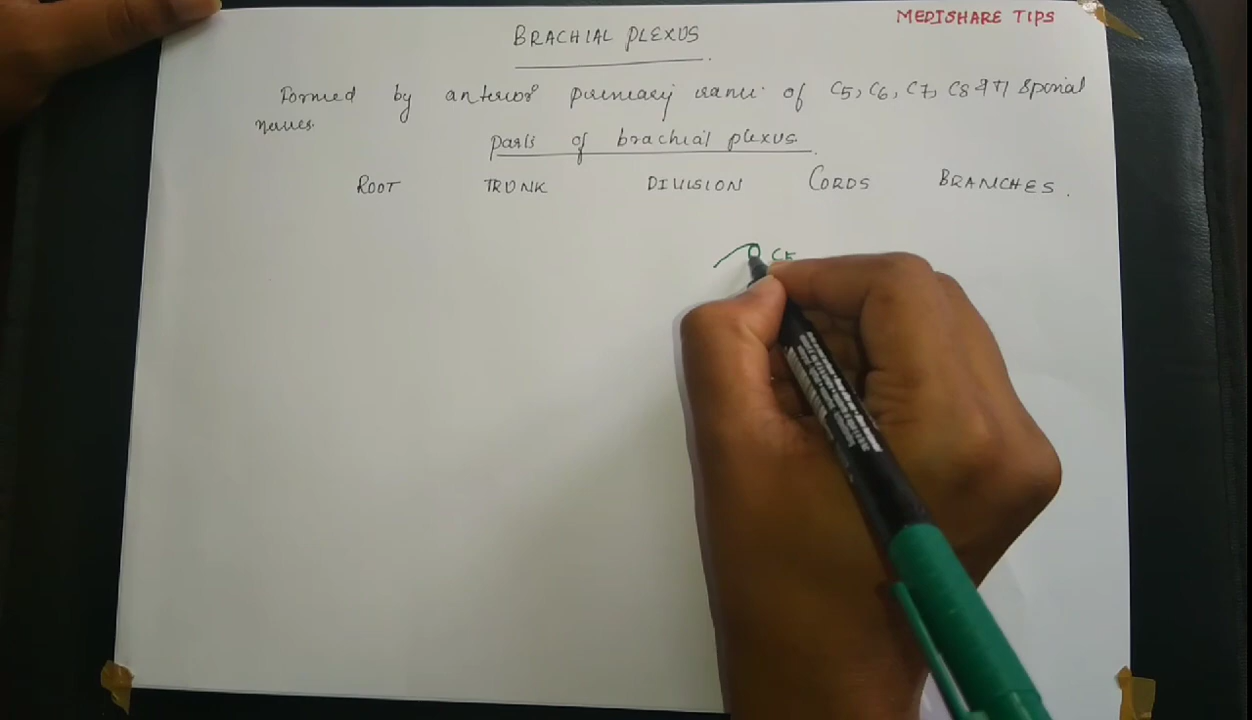 MEDISHARE TIPS
BRACHIAL PLEXUS
Formed by anterior primary rami of C5, C6, C7, C8 & T1 spinal
nerves.
Parts of brachial plexus.
ROOT TRUNK DIVISION CORDS BRANCHES.
C5